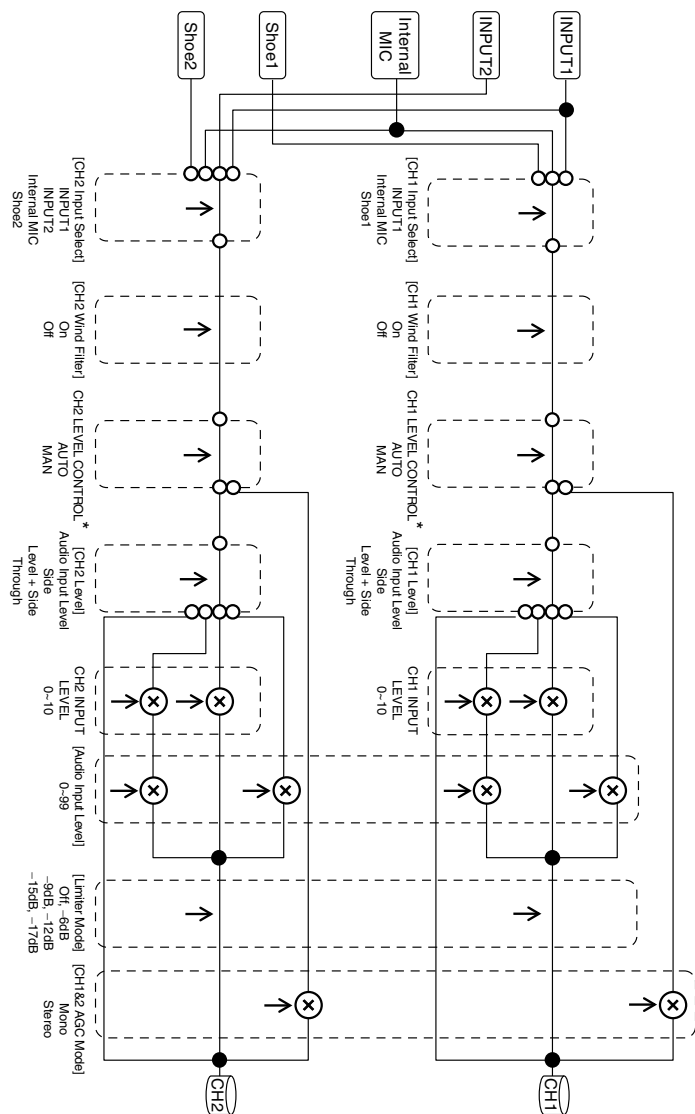 INPUT1
INPUT2
Internal
MIC
Shoe1
Shoe2
[CH1 Input Select]
INPUT1
Internal MIC
Shoe1
[CH1 Wind Filter]
On
Off
CH1 LEVEL CONTROL*
AUTO
MAN
[CH1 Level]
Audio Input Level
Side
Level + Side
Through
CH1 INPUT
LEVEL
0~10
CH1
[CH2 Input Select]
INPUT1
INPUT2
Internal MIC
Shoe2
[CH2 Wind Filter]
On
Off
CH2 LEVEL CONTROL*
AUTO
MAN
[CH2 Level]
Audio Input Level
Side
Level + Side
Through
CH2 INPUT
LEVEL
0~10
[Audio Input Level]
0~99
[Limiter Mode]
Off, −6dB
−9dB, −12dB
−15dB, −17dB
[CH1&2 AGC Mode]
Mono
Stereo
CH2